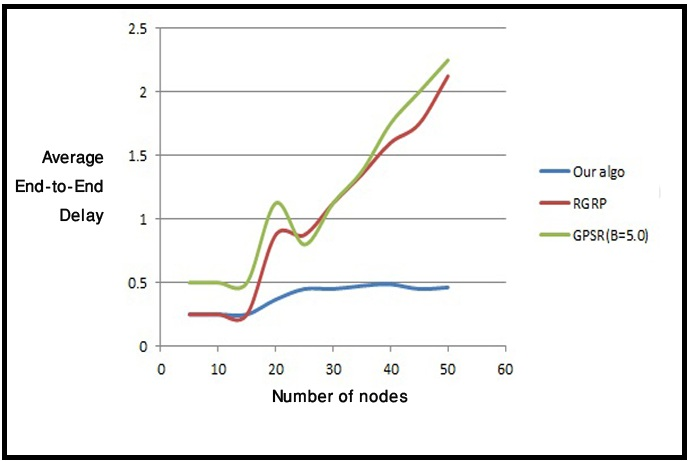 2.5
2
1.5
1
0.5
0
Average
End-to-End
Delay
0 10 20 30 40 50 60
Number of nodes
Our algo
RGRP
GPSR(B=5.0)